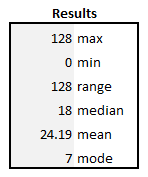 Results
128 max
0 min
128 range
18 median
24.19 mean
7 mode